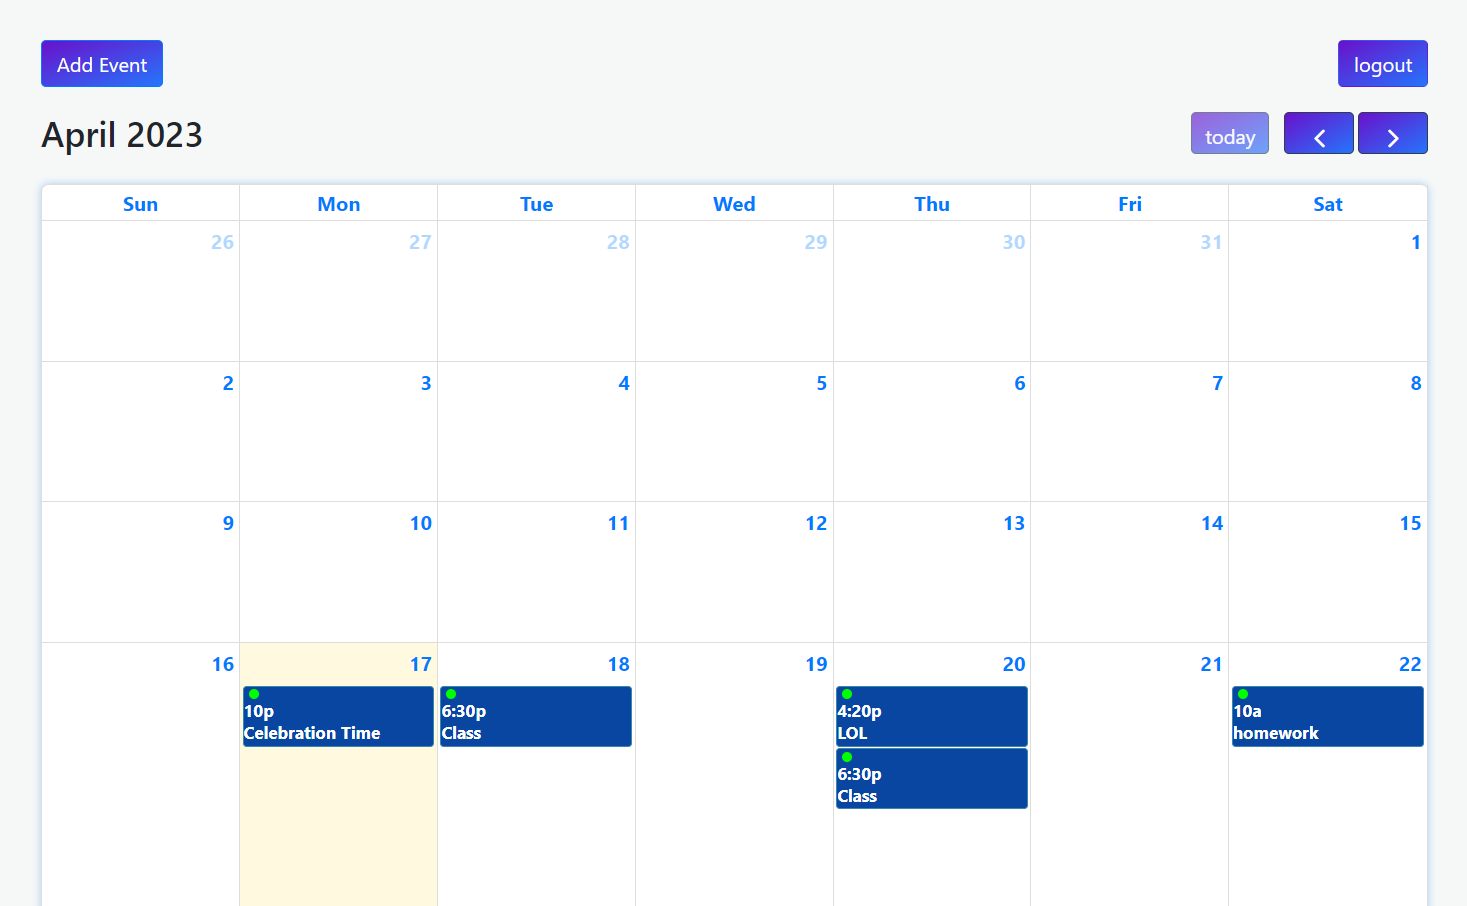 Add Event
logout
April 2023
today
Sun Mon Tue Wed Thu Fri Sat
26 27 28 29 30 31 1
2 3 4 5 6 7 8
9 10 11 12 13 14 15
16 17 18 19 20 21 22
10p
Celebration Time
6:30p
Class
4:20p
LOL
6:30p
Class
10a
homework